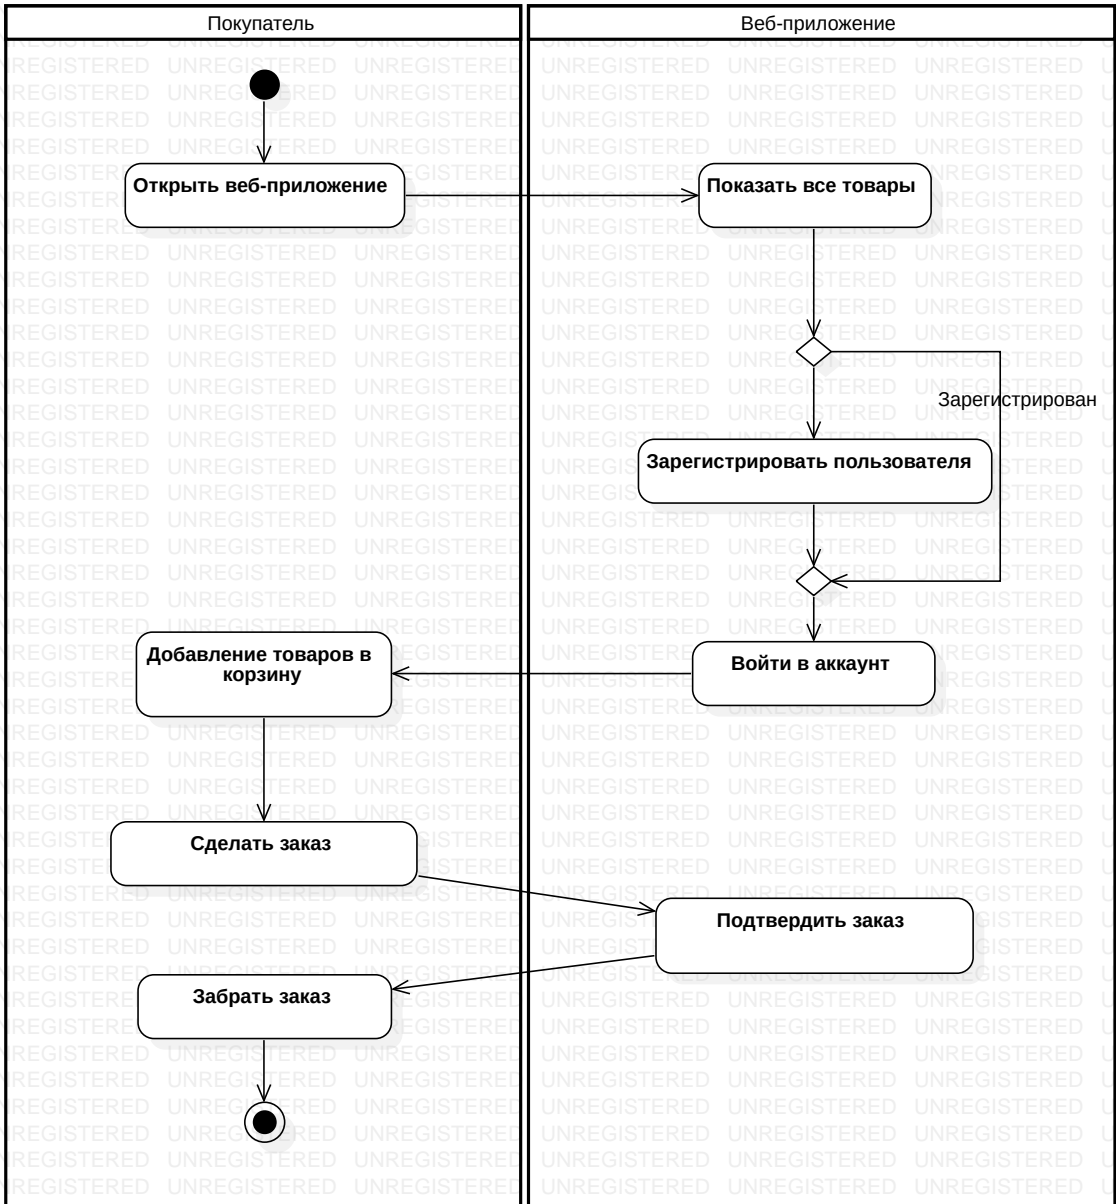 Покупатель
Веб-приложение
Открыть веб-приложение
Показать все товары
Зарегистрирован
Зарегистрировать пользователя
Добавление товаров в
корзину
Войти в аккаунт
Сделать заказ
Подтвердить заказ
Забрать заказ
UNREGISTERED